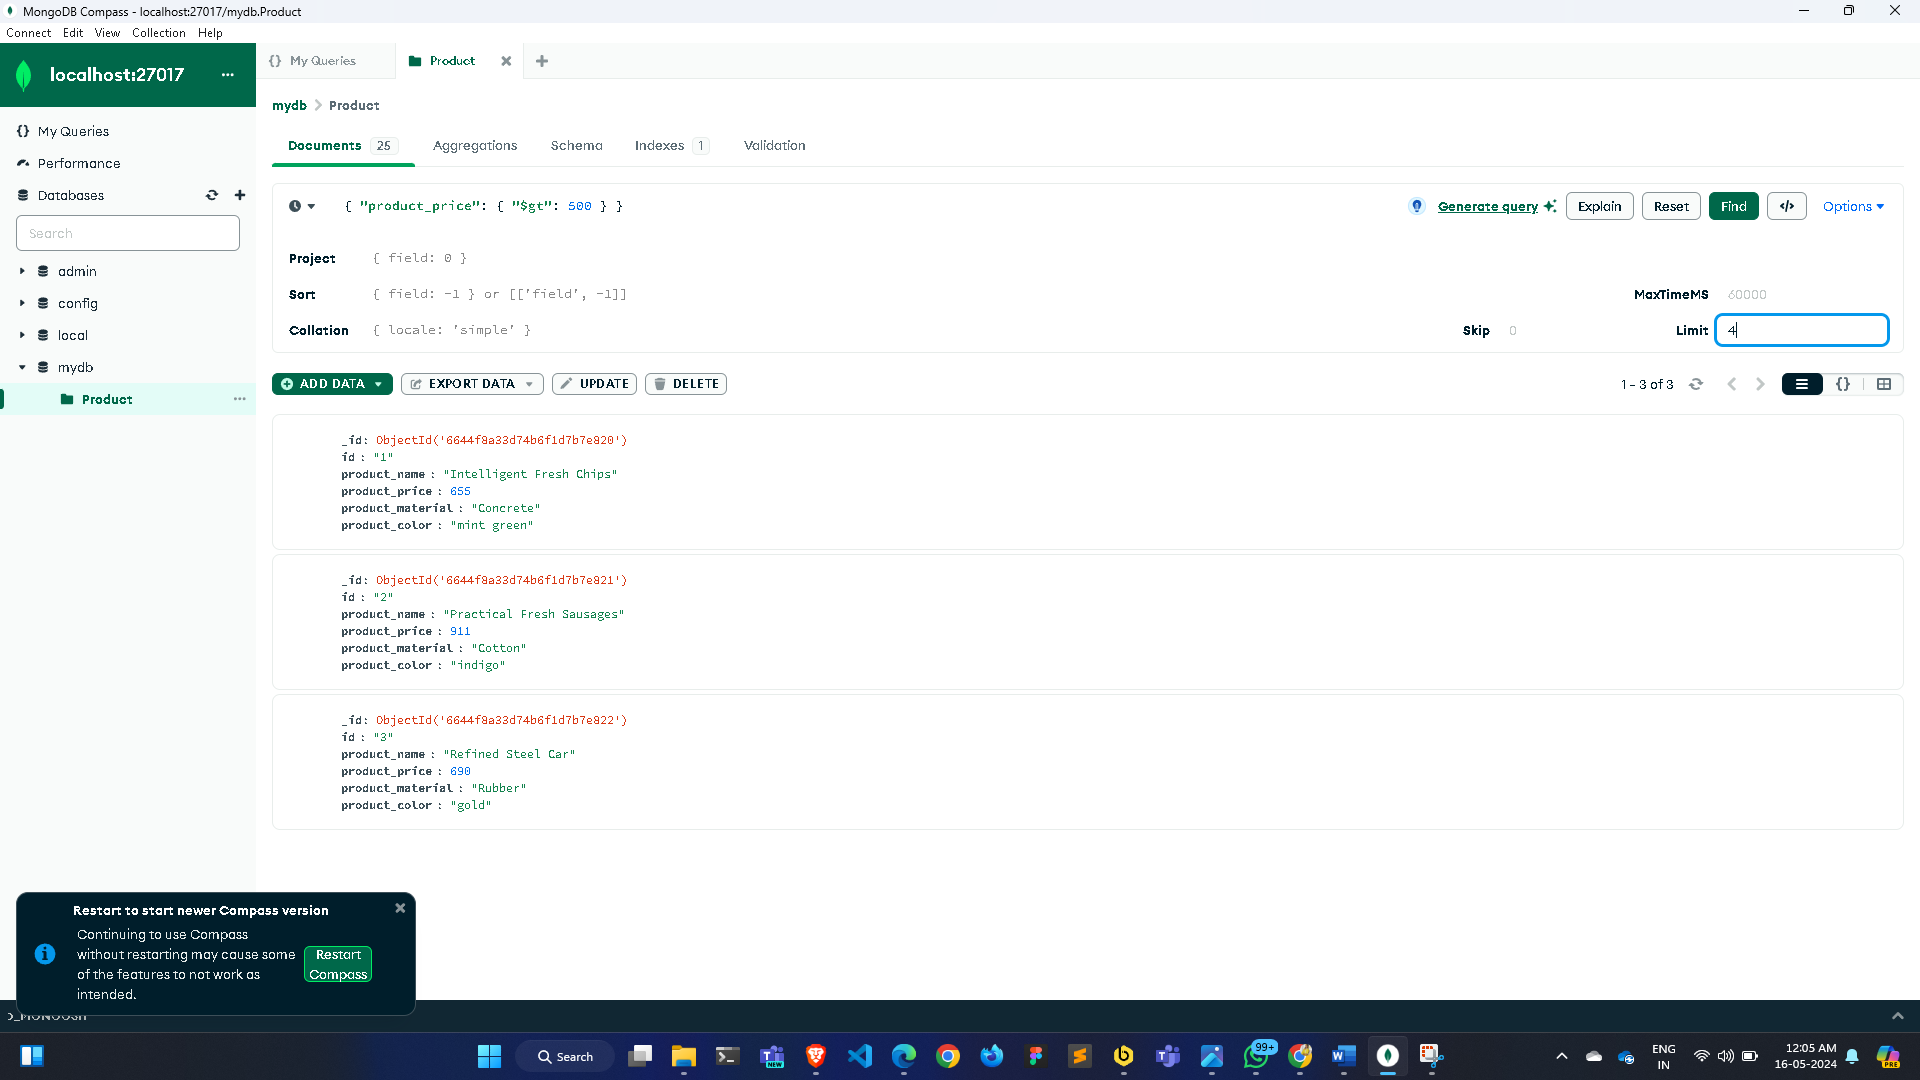 MongoDB Compass - localhost:27017/mydb.Product
Connect Edit View Collection Help
localhost:27017 ...
My Queries
Performance
Databases
Search
admin
config
local
mydb
Product ...
{} My Queries
Product
mydb > Product
Documents 25 Aggregations Schema Indexes 1 Validation
{ "product_price": { "$gt": 500 } }
Generate query Explain Reset Find </> Options
Project { field: 0 }
Sort { field: -1 } or [['field', -1]]
MaxTimeMS 60000
Collation { locale: 'simple' }
Skip 0 Limit 4
ADD DATA EXPORT DATA UPDATE DELETE
1 - 3 of 3 {}
_id: ObjectId('6644f8a33d74b6f1d7b7e820')
id : "1"
product_name : "Intelligent Fresh Chips"
product_price : 655
product_material : "Concrete"
product_color : "mint green"
_id: ObjectId('6644f8a33d74b6f1d7b7e821')
id : "2"
product_name : "Practical Fresh Sausages"
product_price : 911
product_material : "Cotton"
product_color : "indigo"
_id: ObjectId('6644f8a33d74b6f1d7b7e822')
id : "3"
product_name : "Refined Steel Car"
product_price : 690
product_material : "Rubber"
product_color : "gold"
Restart to start newer Compass version
Continuing to use Compass
without restarting may cause some
of the features to not work as
intended.
Restart
Compass
>_MONGOSH
Search
NEW
99+
ENG
IN
12:05 AM
16-05-2024
PRE